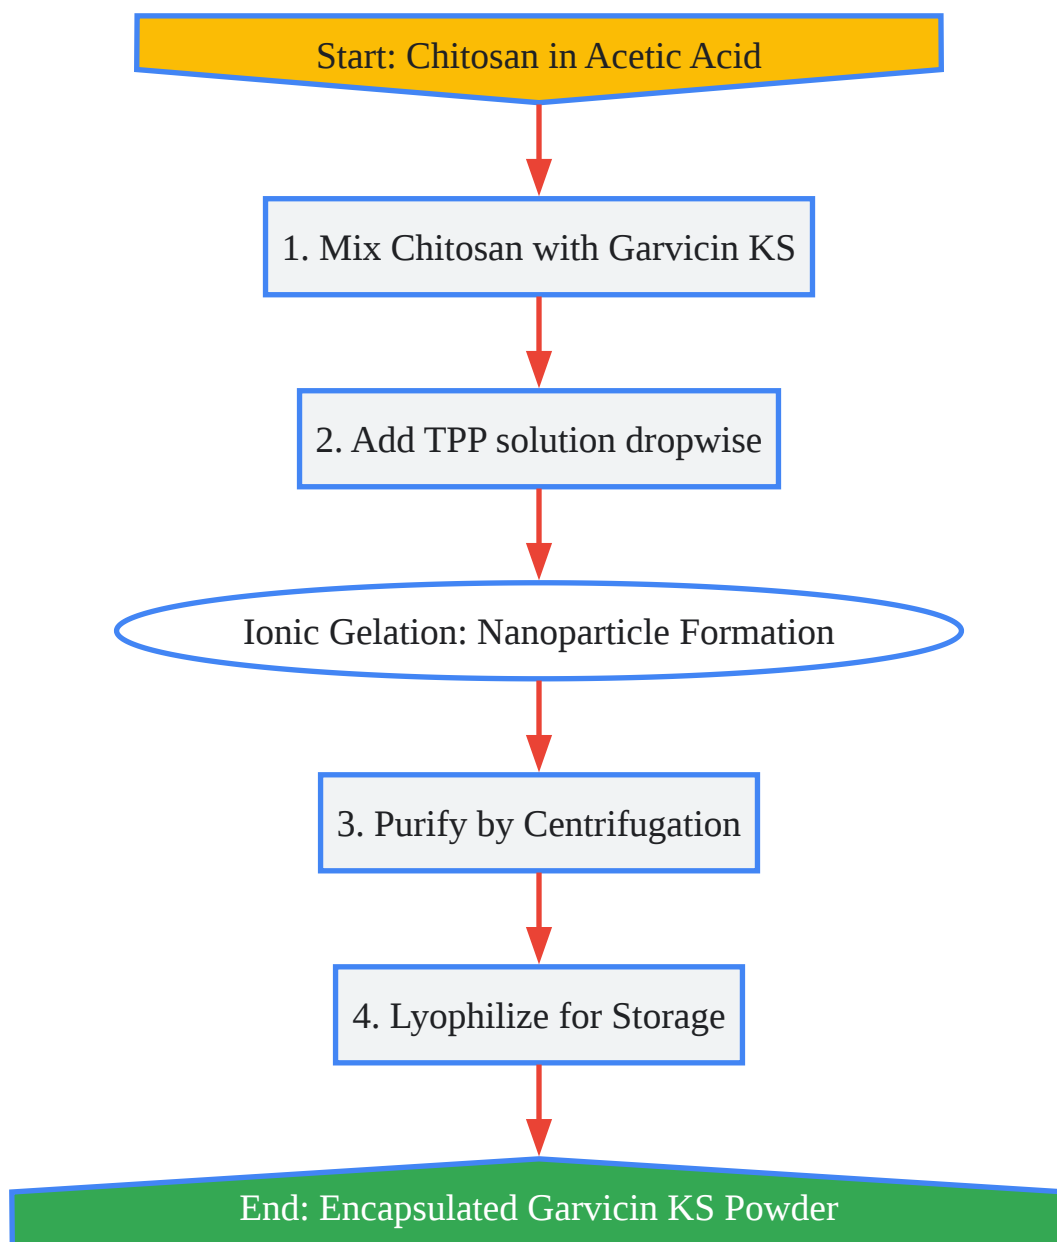 Start: Chitosan in Acetic Acid
1. Mix Chitosan with Garvicin KS
2. Add TPP solution dropwise
Ionic Gelation: Nanoparticle Formation
3. Purify by Centrifugation
4. Lyophilize for Storage
End: Encapsulated Garvicin KS Powder